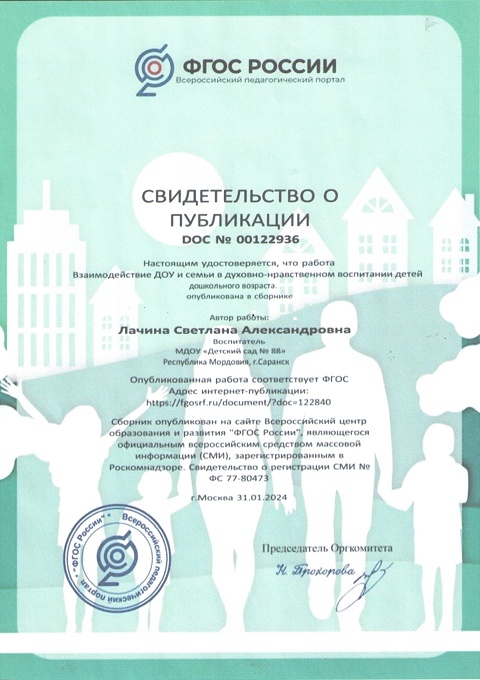 ФГОС РОССИИ
Всероссийский педагогический портал
СВИДЕТЕЛЬСТВО О
ПУБЛИКАЦИИ
DOC № 00122936
Настоящим удостоверяется, что работа
Взаимодействие ДОУ и семьи в духовно-нравственном воспитании детей
дошкольного возраста.
опубликована в сборнике
Автор работы:
Лачина Светлана Александровна
Воспитатель
МДОУ «Детский сад № 88»
Республика Мордовия, г.Саранск
Опубликованная работа соответствует ФГОС
Адрес интернет-публикации:
https://fgosrf.ru/document/?doc=122840
Сборник опубликован на сайте Всероссийский центр
образования и развития "ФГОС России", являющегося
официальным всероссийским средством массовой
информации (СМИ), зарегистрированным в
Роскомнадзоре. Свидетельство о регистрации СМИ №
ФС 77-80473
г.Москва 31.01.2024
Председатель Оргкомитета
Н. Прохорова
Всероссийский педагогический портал * "ФГОС России" *